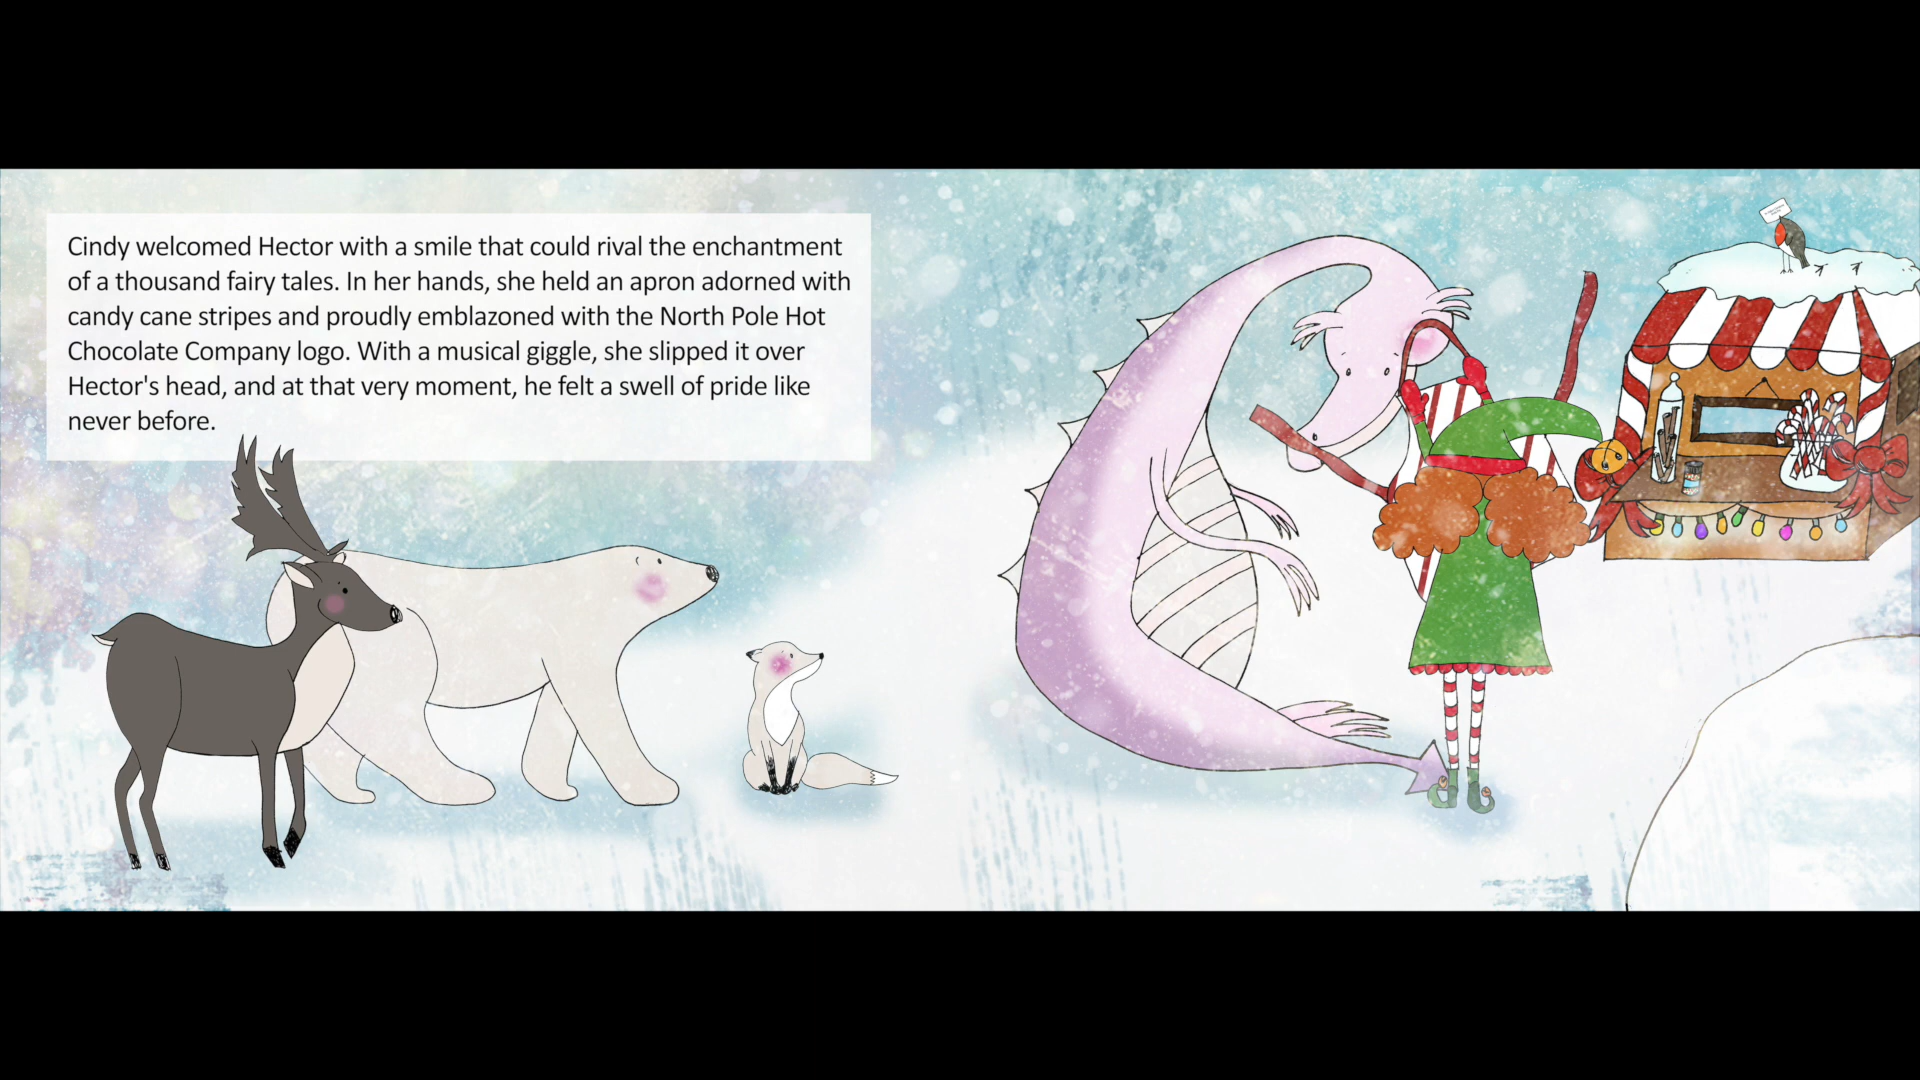 Cindy welcomed Hector with a smile that could rival the enchantment
of a thousand fairy tales. In her hands, she held an apron adorned with
candy cane stripes and proudly emblazoned with the North Pole Hot
Chocolate Company logo. With a musical giggle, she slipped it over
Hector's head, and at that very moment, he felt a swell of pride like
never before.